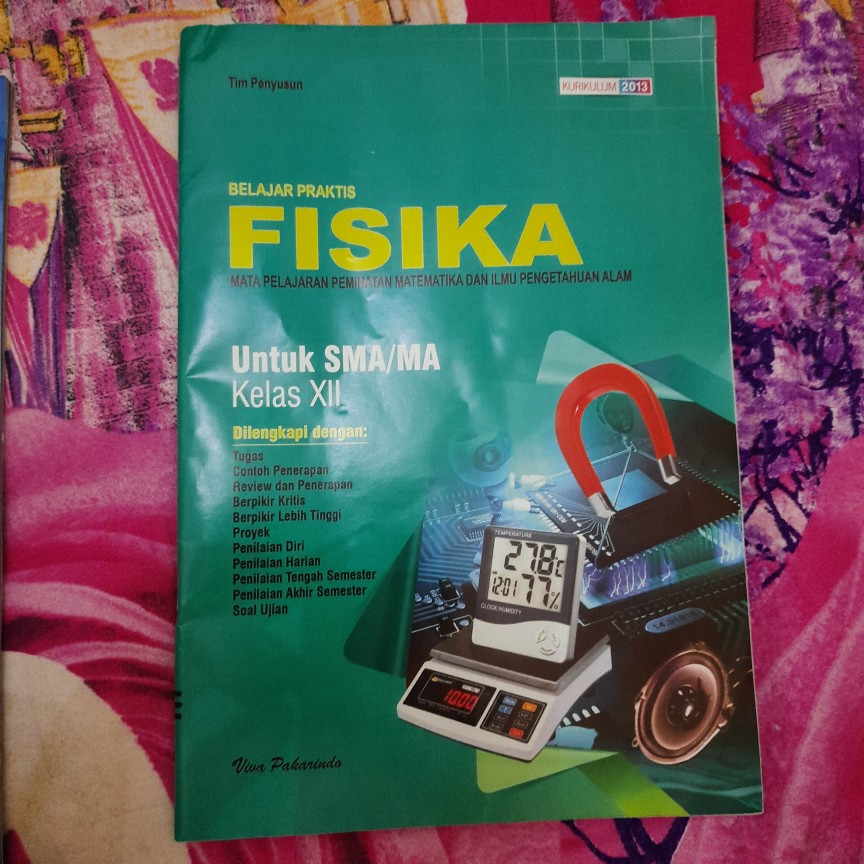 Tim Penyusun
KURIKULUM 2013
BELAJAR PRAKTIS
FISIKA
MATA PELAJARAN PEMINATAN MATEMATIKA DAN ILMU PENGETAHUAN ALAM
Untuk SMA/MA
Kelas XII
Dilengkapi dengan:
Tugas
Contoh Penerapan
Review dan Penerapan
Berpikir Kritis
Berpikir Lebih Tinggi
Proyek
Penilaian Diri
Penilaian Harian
Penilaian Tengah Semester
Penilaian Akhir Semester
Soal Ujian
TEMPERATURE
27.8°C
12:01 77%
CLOCK/HUMIDITY
10.00
Viva Pakarindo